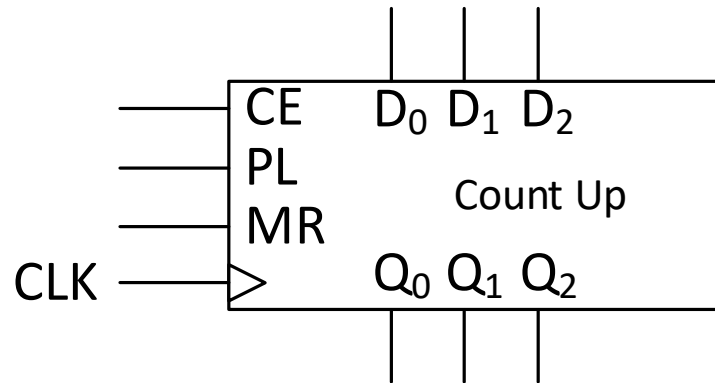 CE D₀ D₁ D₂
PL
Count Up
MR
CLK Q₀ Q₁ Q₂